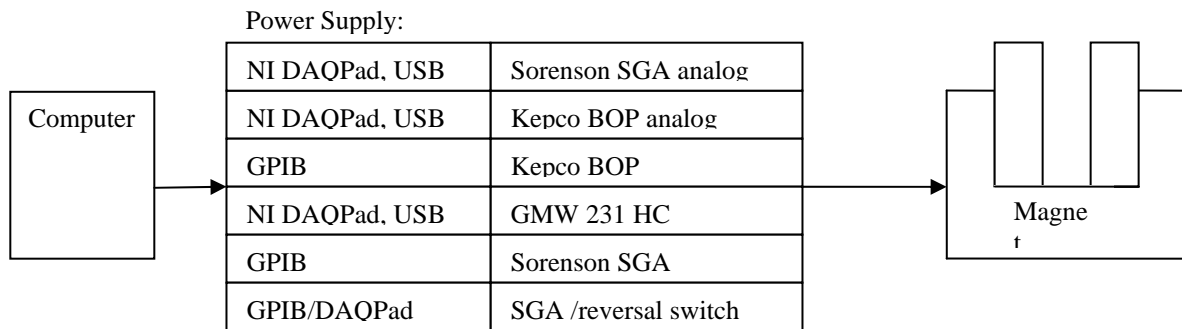 Power Supply:
NI DAQPad, USB Sorenson SGA analog
Computer
NI DAQPad, USB Kepco BOP analog
GPIB Kepco BOP
NI DAQPad, USB GMW 231 HC
Magne
t
GPIB Sorenson SGA
GPIB/DAQPad SGA /reversal switch